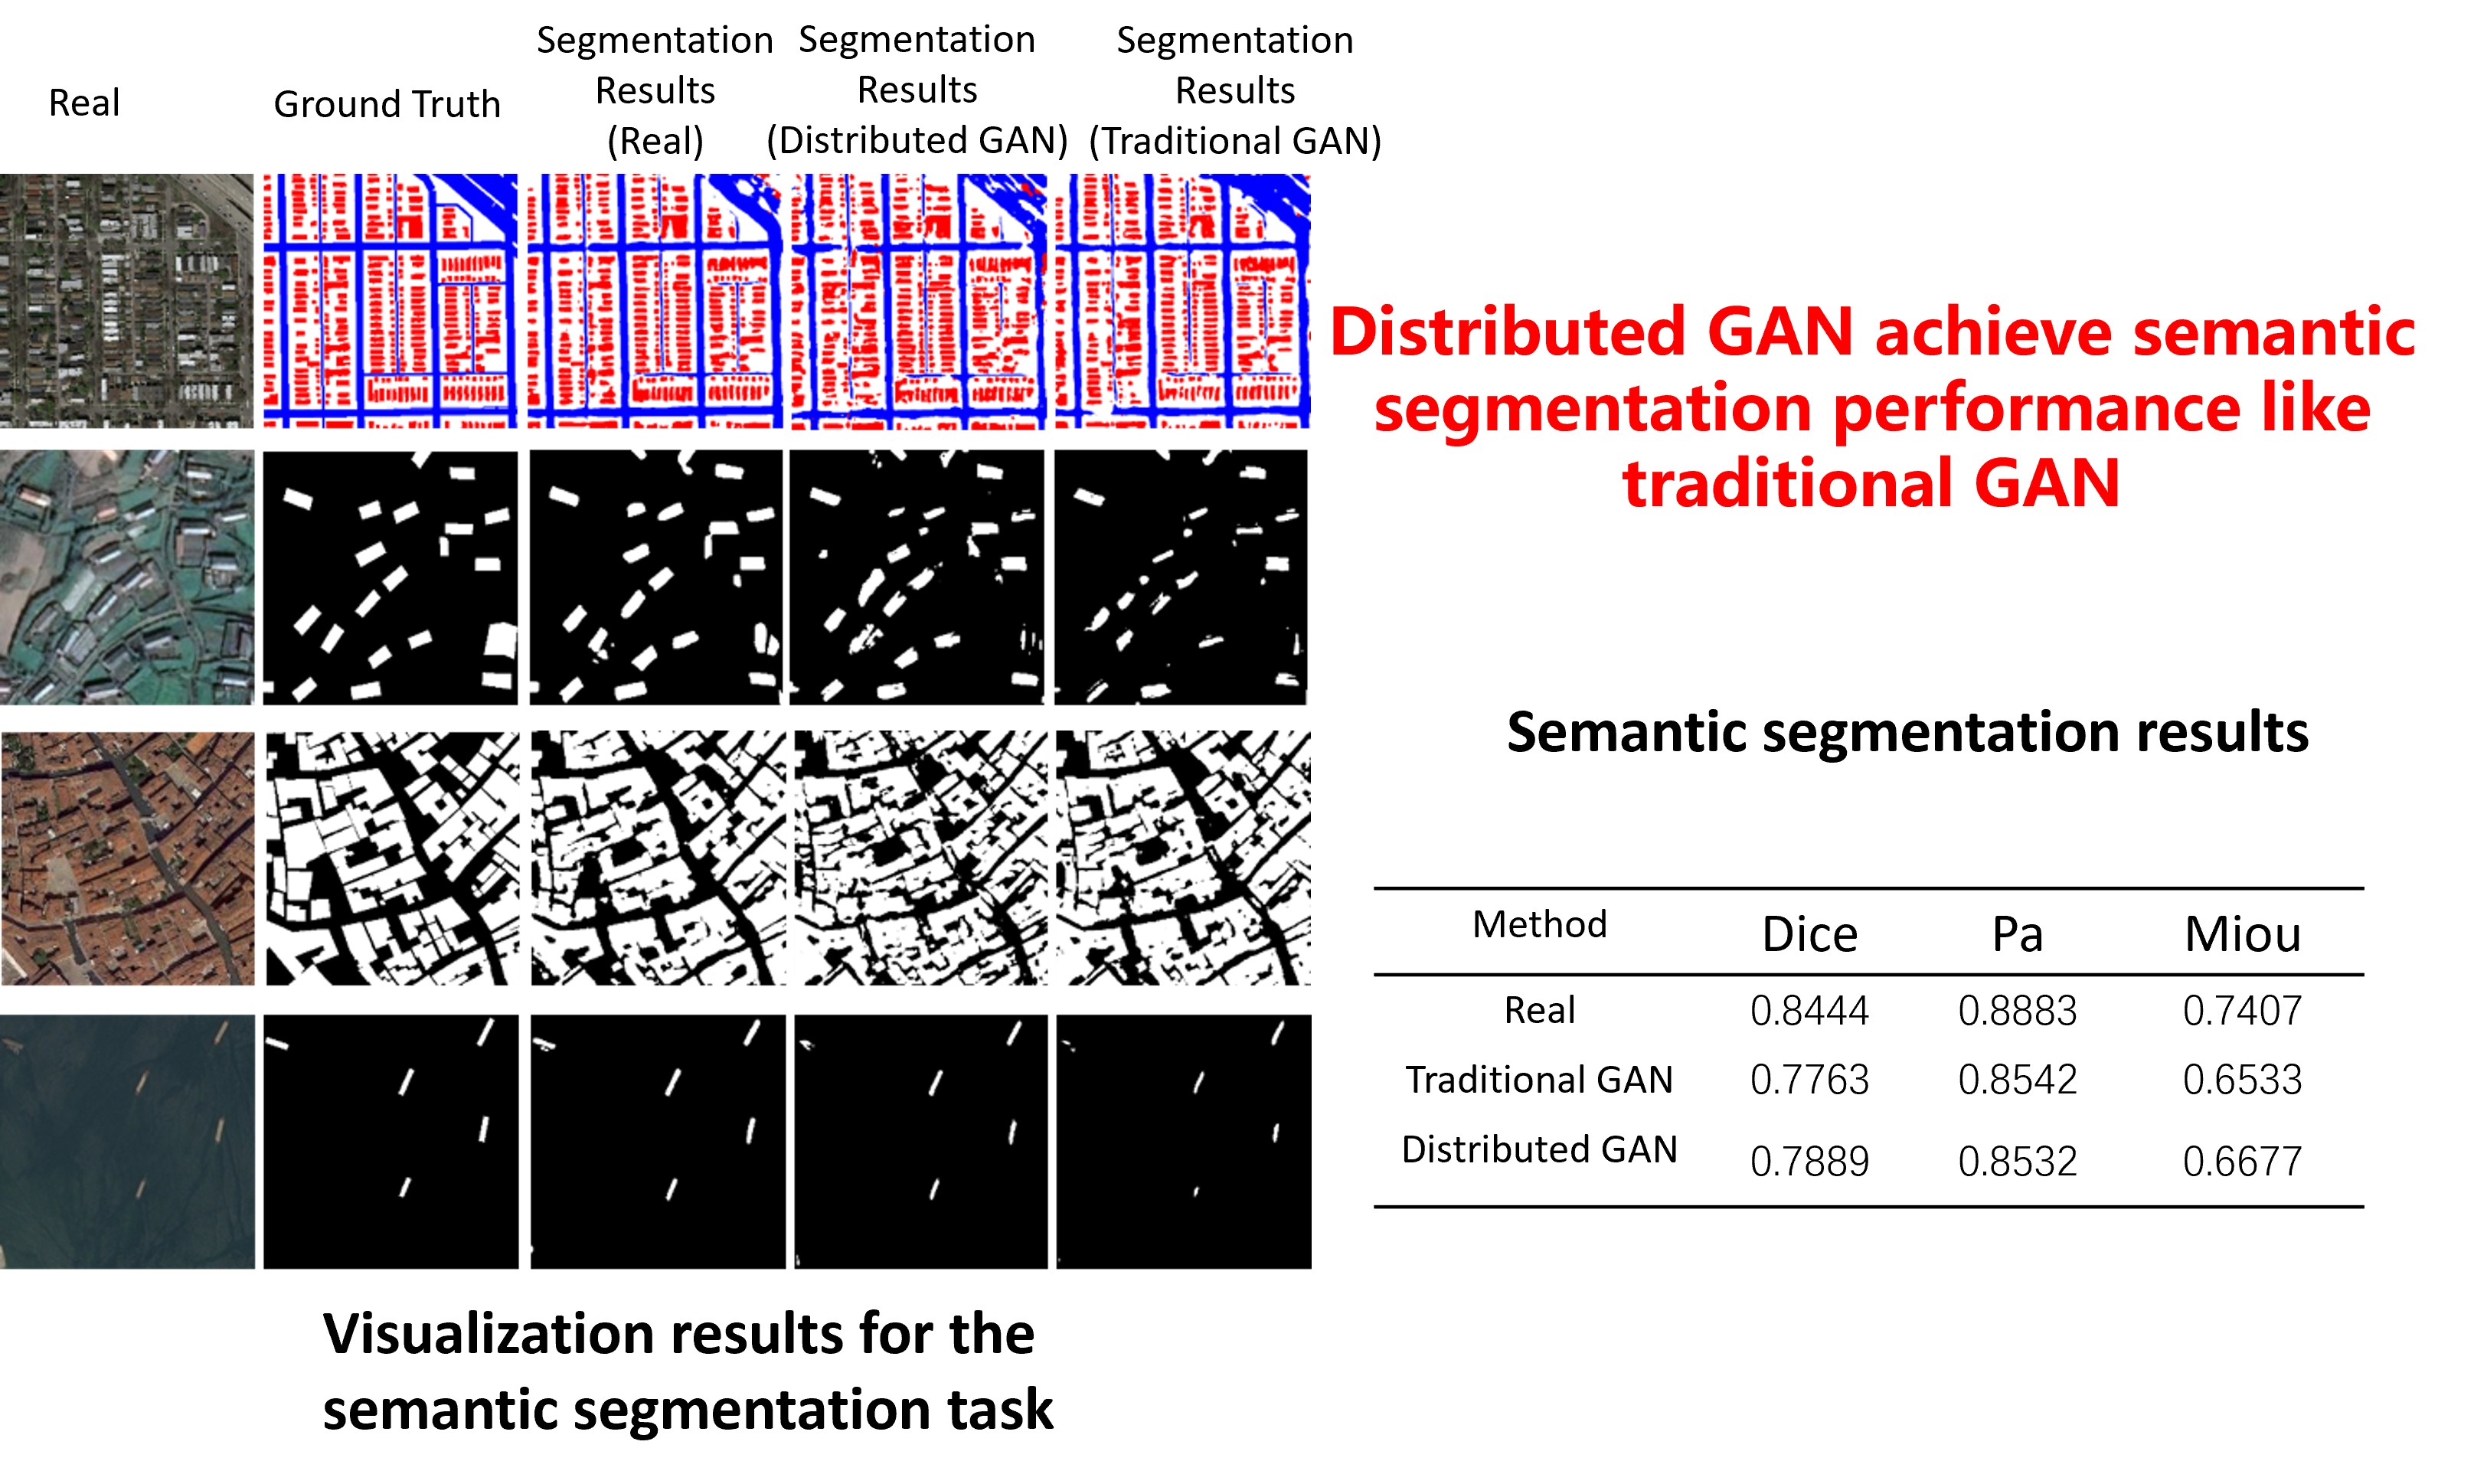 Real
Ground Truth
Segmentation
Results
(Real)
Segmentation
Results
(Distributed GAN)
Segmentation
Results
(Traditional GAN)
Distributed GAN achieve semantic
segmentation performance like
traditional GAN
Semantic segmentation results
Method Dice Pa Miou
Real 0.8444 0.8883 0.7407
Traditional GAN 0.7763 0.8542 0.6533
Distributed GAN 0.7889 0.8532 0.6677
Visualization results for the
semantic segmentation task